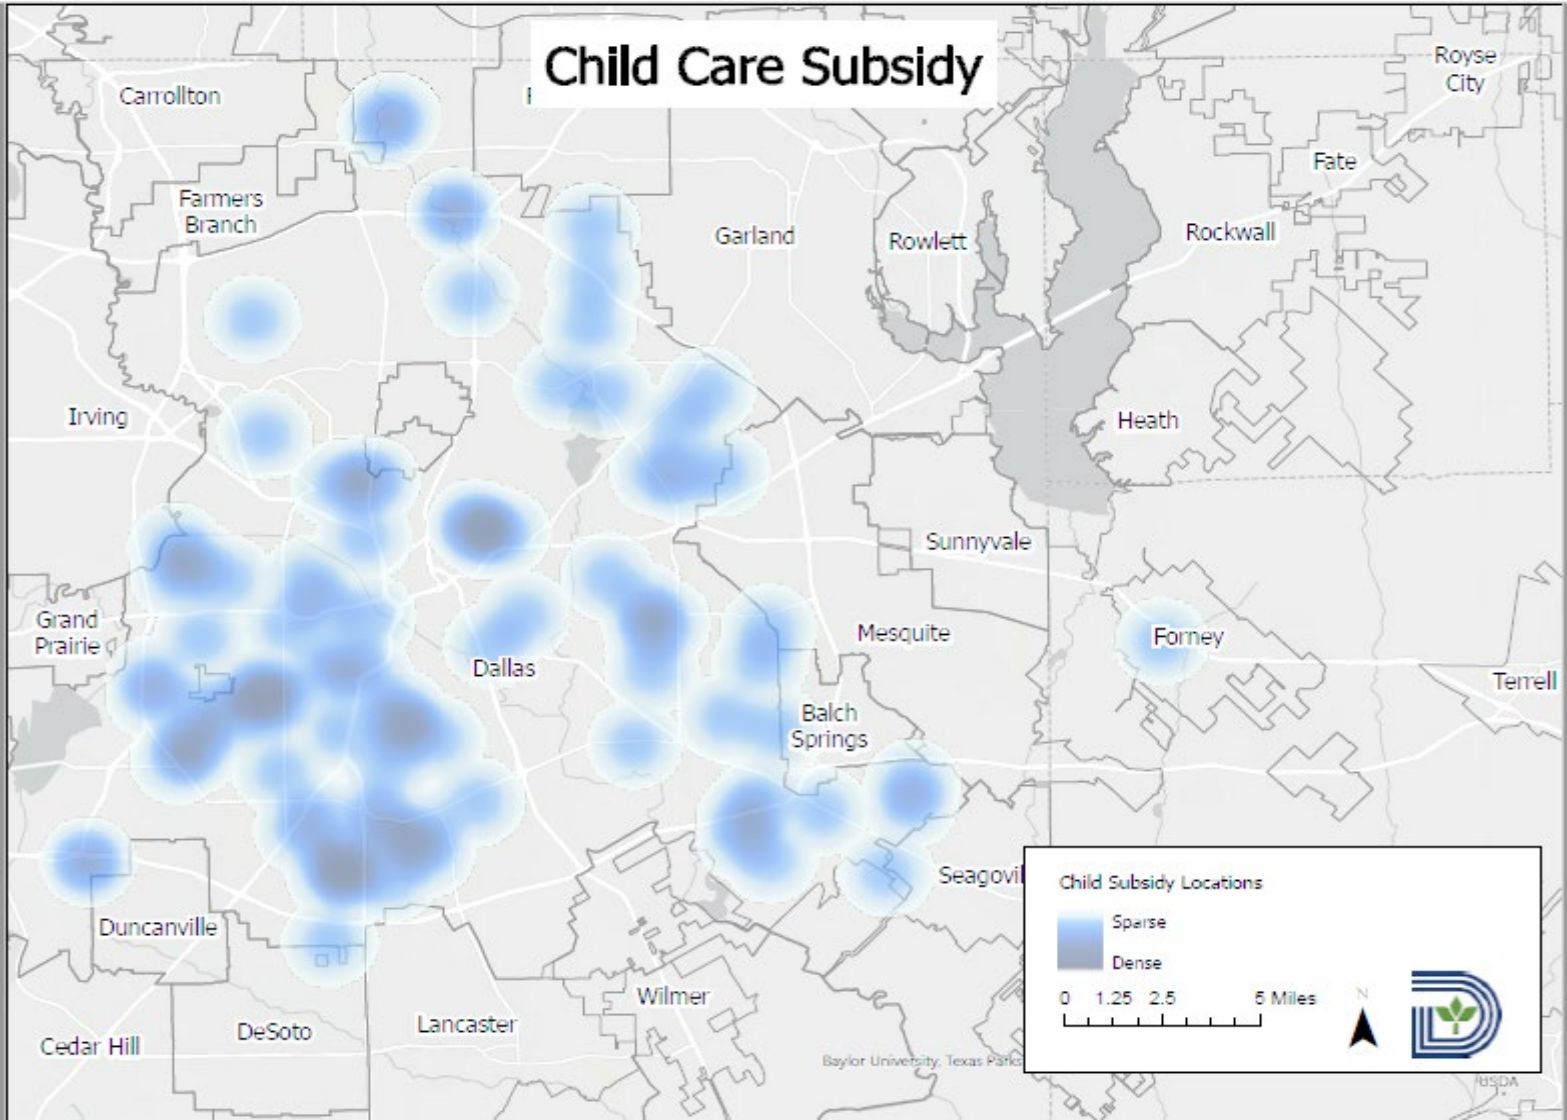 Child Care Subsidy
Royse
City
Carrollton
Fate
Farmers
Branch
Garland
Rowlett
Rockwall
Irving
Heath
Sunnyvale
Grand
Prairie
Dallas
Mesquite
Forney
Terrell
Balch
Springs
Seagovil
Duncanville
Wilmer
Lancaster
DeSoto
Cedar Hill
Child Subsidy Locations
Sparse
Dense
0 1.25 2.5 5 Miles
N
Baylor University, Texas Parks
USDA